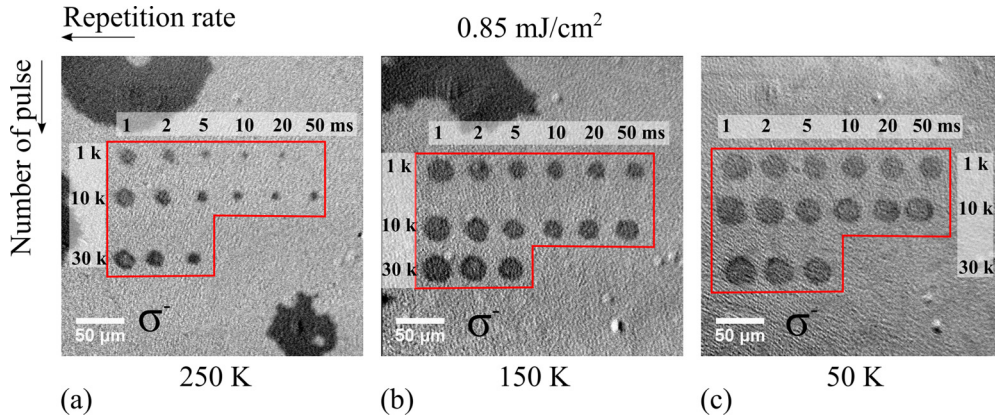 Repetition rate
0.85 mJ/cm²
Number of pulse
1 2 5 10 20 50 ms
1 k
10 k
30 k
σ⁻
50 µm
1 2 5 10 20 50 ms
1 k
10 k
30 k
σ⁻
50 µm
1 2 5 10 20 50 ms
1 k
10 k
30 k
σ⁻
50 µm
(a) 250 K
(b) 150 K
(c) 50 K